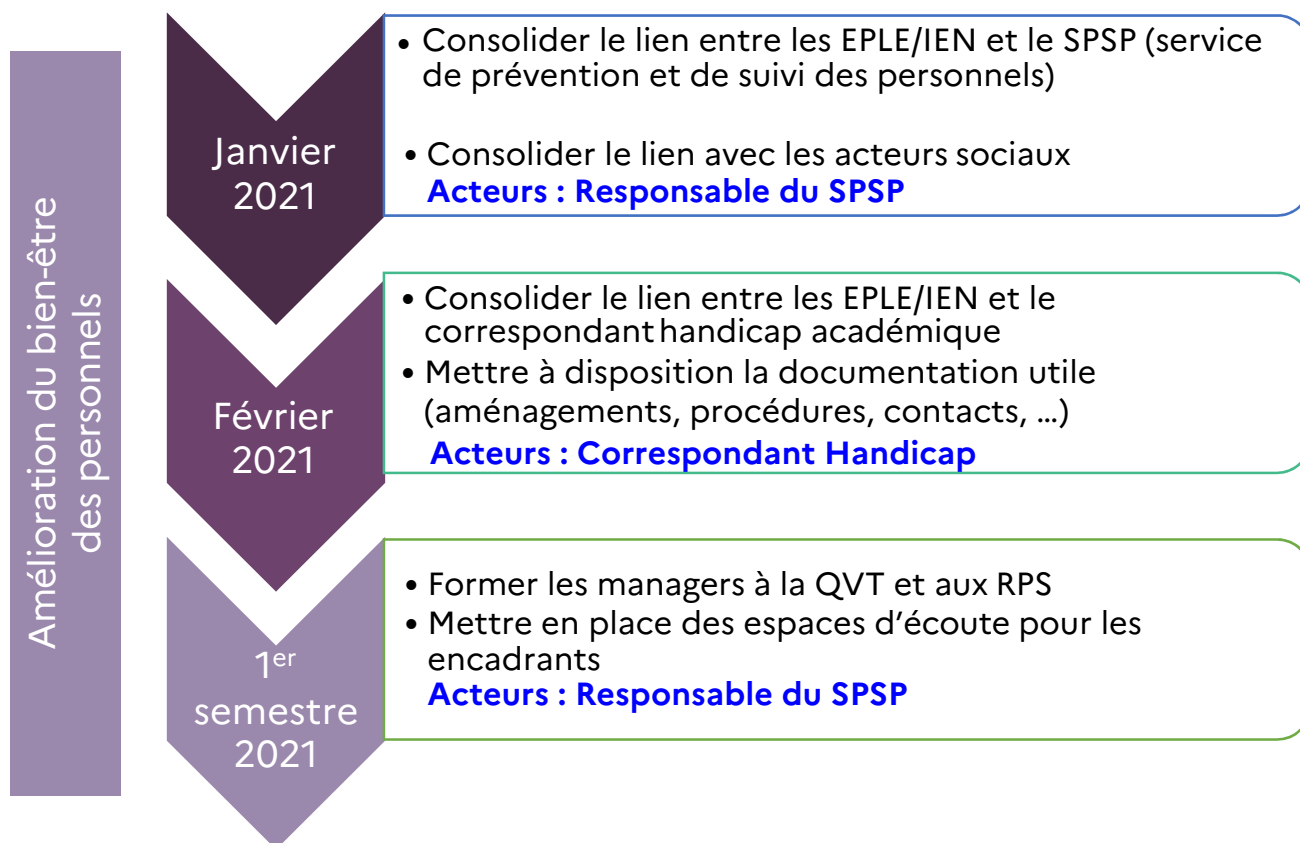 Amélioration du bien-être
des personnels
Janvier
2021
• Consolider le lien entre les EPLE/IEN et le SPSP (service
de prévention et de suivi des personnels)
• Consolider le lien avec les acteurs sociaux
Acteurs : Responsable du SPSP
Février
2021
• Consolider le lien entre les EPLE/IEN et le
correspondant handicap académique
• Mettre à disposition la documentation utile
(aménagements, procédures, contacts, …)
Acteurs : Correspondant Handicap
1er
semestre
2021
• Former les managers à la QVT et aux RPS
• Mettre en place des espaces d’écoute pour les
encadrants
Acteurs : Responsable du SPSP